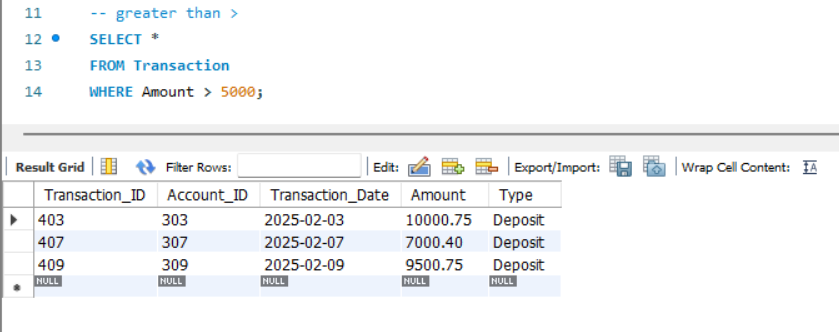 11 -- greater than >
12 SELECT *
13 FROM Transaction
14 WHERE Amount > 5000;
Result Grid Filter Rows: Edit: Export/Import: Wrap Cell Content: IA
Transaction_ID Account_ID Transaction_Date Amount Type
403 303 2025-02-03 10000.75 Deposit
407 307 2025-02-07 7000.40 Deposit
409 309 2025-02-09 9500.75 Deposit
NULL NULL NULL NULL NULL